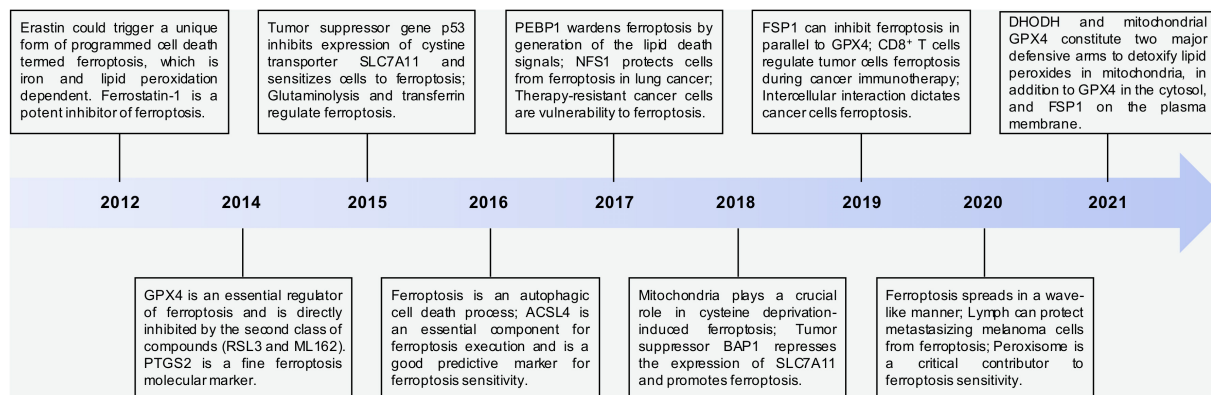 Erastin could trigger a unique
form of programmed cell death
termed ferroptosis, which is
iron and lipid peroxidation
dependent. Ferrostatin-1 is a
potent inhibitor of ferroptosis.
Tumor suppressor gene p53
inhibits expression of cystine
transporter SLC7A11 and
sensitizes cells to ferroptosis;
Glutaminolysis and transferrin
regulate ferroptosis.
PEBP1 wardens ferroptosis by
generation of the lipid death
signals; NFS1 protects cells
from ferroptosis in lung cancer;
Therapy-resistant cancer cells
are vulnerability to ferroptosis.
FSP1 can inhibit ferroptosis in
parallel to GPX4; CD8⁺ T cells
regulate tumor cells ferroptosis
during cancer immunotherapy;
Intercellular interaction dictates
cancer cells ferroptosis.
DHODH and mitochondrial
GPX4 constitute two major
defensive arms to detoxify lipid
peroxides in mitochondria, in
addition to GPX4 in the cytosol,
and FSP1 on the plasma
membrane.
2012 2014 2015 2016 2017 2018 2019 2020 2021
GPX4 is an essential regulator
of ferroptosis and is directly
inhibited by the second class of
compounds (RSL3 and ML162).
PTGS2 is a fine ferroptosis
molecular marker.
Ferroptosis is an autophagic
cell death process; ACSL4 is
an essential component for
ferroptosis execution and is a
good predictive marker for
ferroptosis sensitivity.
Mitochondria plays a crucial
role in cysteine deprivation-
induced ferroptosis; Tumor
suppressor BAP1 represses
the expression of SLC7A11
and promotes ferroptosis.
Ferroptosis spreads in a wave-
like manner; Lymph can protect
metastasizing melanoma cells
from ferroptosis; Peroxisome is
a critical contributor to
ferroptosis sensitivity.